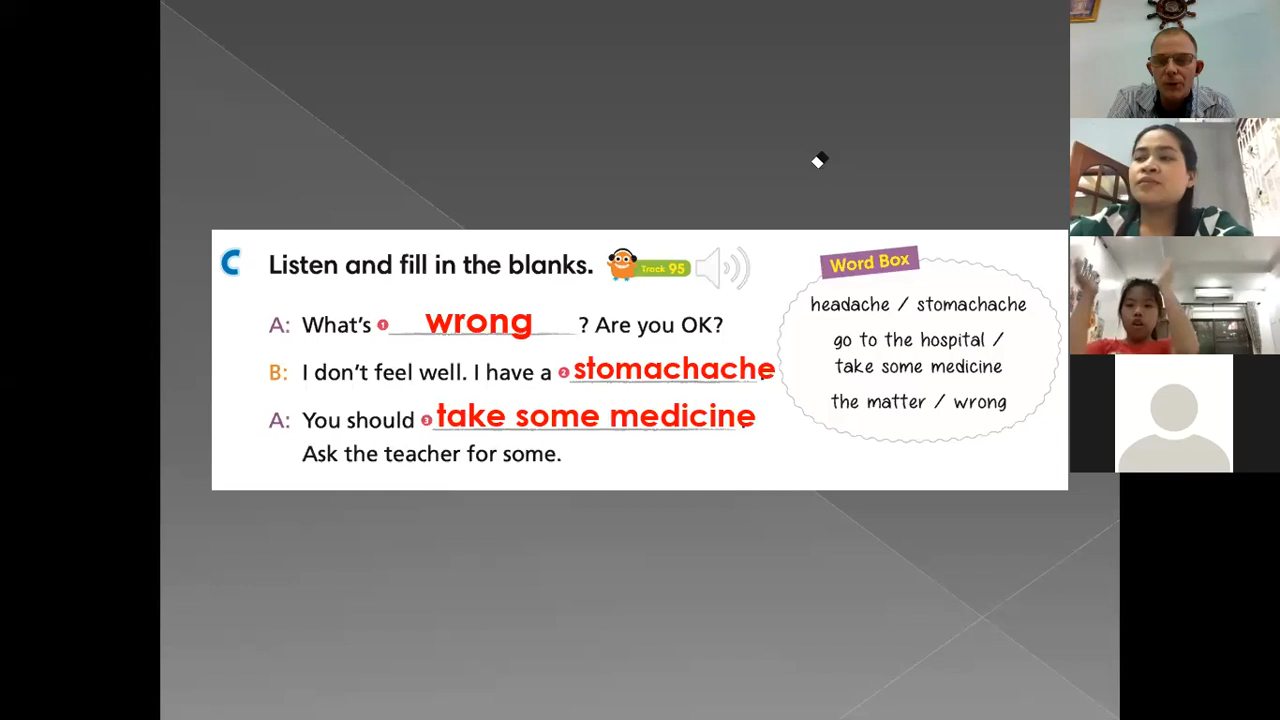 C Listen and fill in the blanks. Track 95
A: What's 1 wrong ? Are you OK?
B: I don't feel well. I have a 2 stomachache.
A: You should 3 take some medicine.
Ask the teacher for some.
Word Box
headache / stomachache
go to the hospital /
take some medicine
the matter / wrong